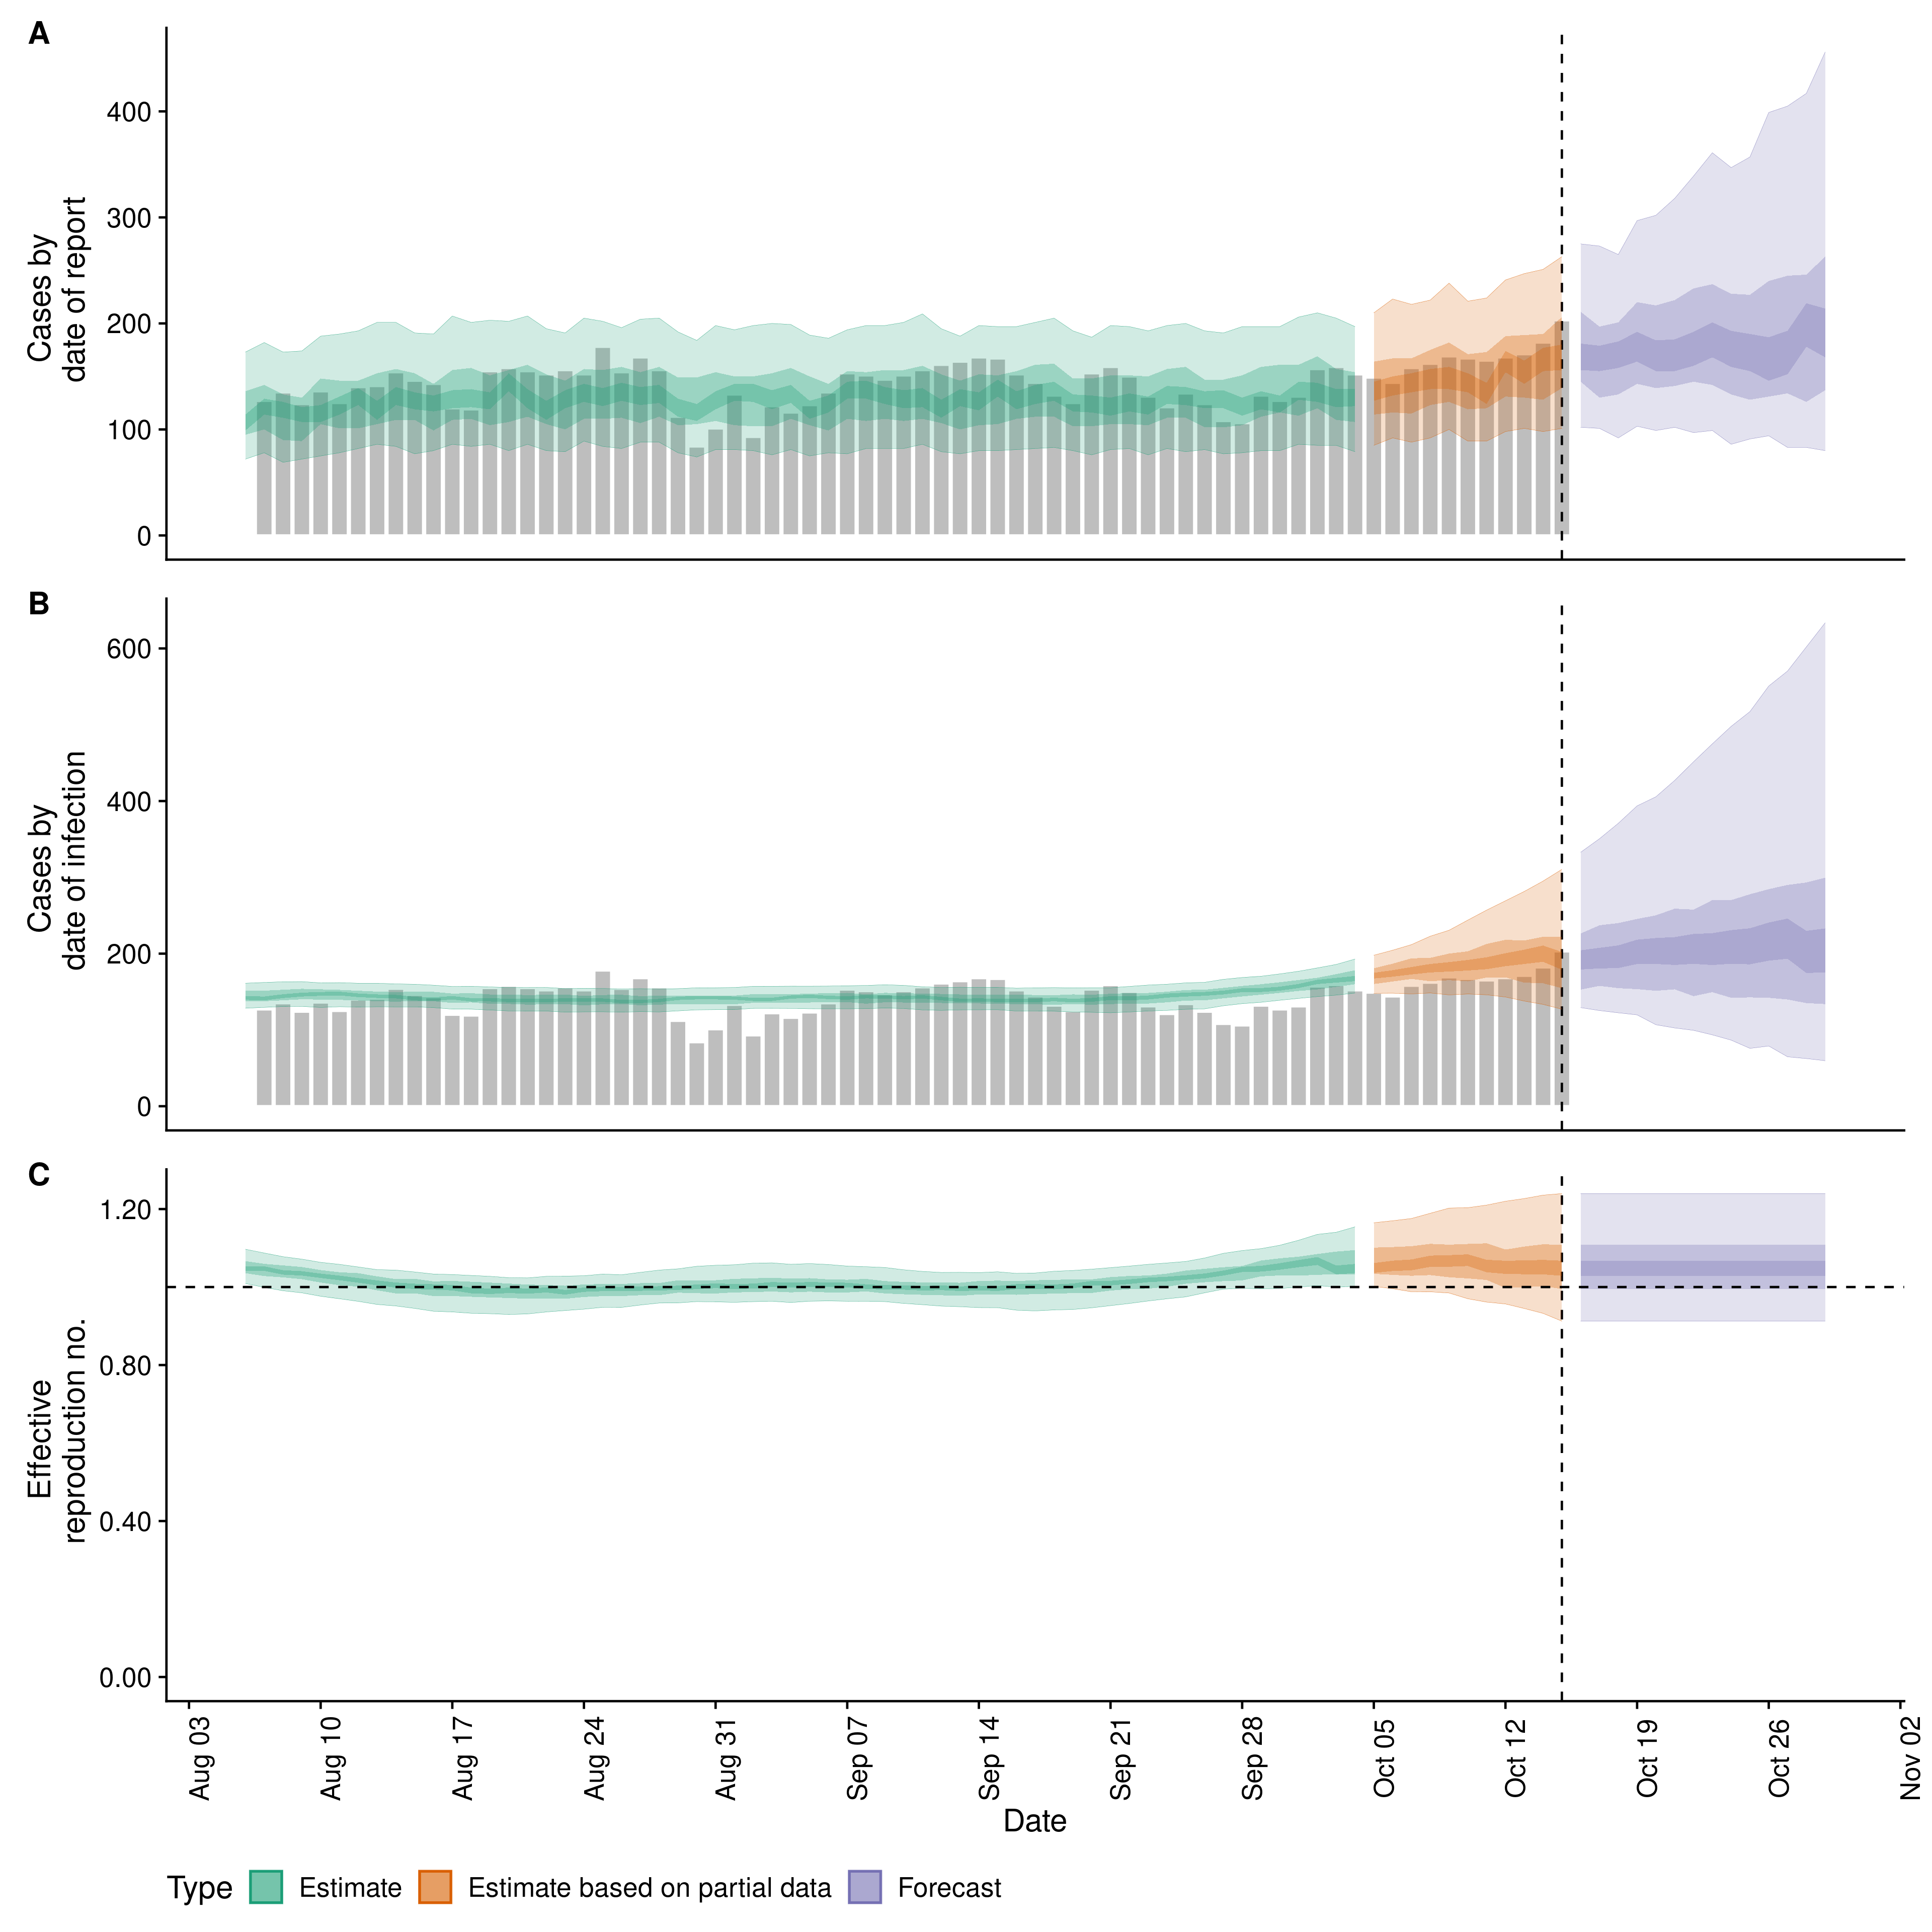 A
400
300
200
100
0
Cases by
date of report
B
600
400
200
0
Cases by
date of infection
C
1.20
0.80
0.40
0.00
Effective
reproduction no.
Aug 03
Aug 10
Aug 17
Aug 24
Aug 31
Sep 07
Sep 14
Sep 21
Sep 28
Oct 05
Oct 12
Oct 19
Oct 26
Nov 02
Date
Type Estimate Estimate based on partial data Forecast